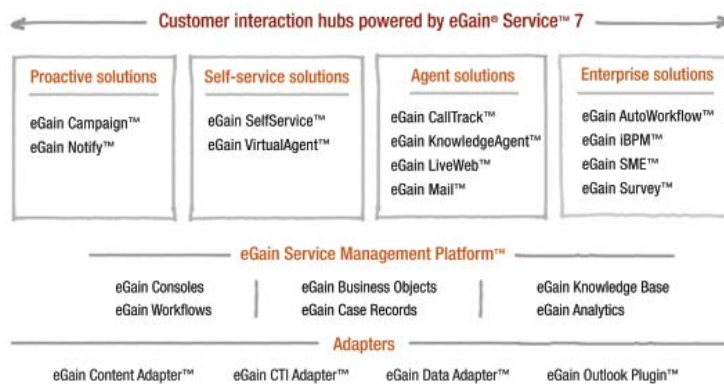 Customer interaction hubs powered by eGain® Service™ 7
Proactive solutions
eGain Campaign™
eGain Notify™
Self-service solutions
eGain SelfService™
eGain VirtualAgent™
Agent solutions
eGain CallTrack™
eGain KnowledgeAgent™
eGain LiveWeb™
eGain Mail™
Enterprise solutions
eGain AutoWorkflow™
eGain iBPM™
eGain SME™
eGain Survey™
eGain Service Management Platform™
eGain Consoles
eGain Workflows
eGain Business Objects
eGain Case Records
eGain Knowledge Base
eGain Analytics
Adapters
eGain Content Adapter™ eGain CTI Adapter™ eGain Data Adapter™ eGain Outlook Plugin™